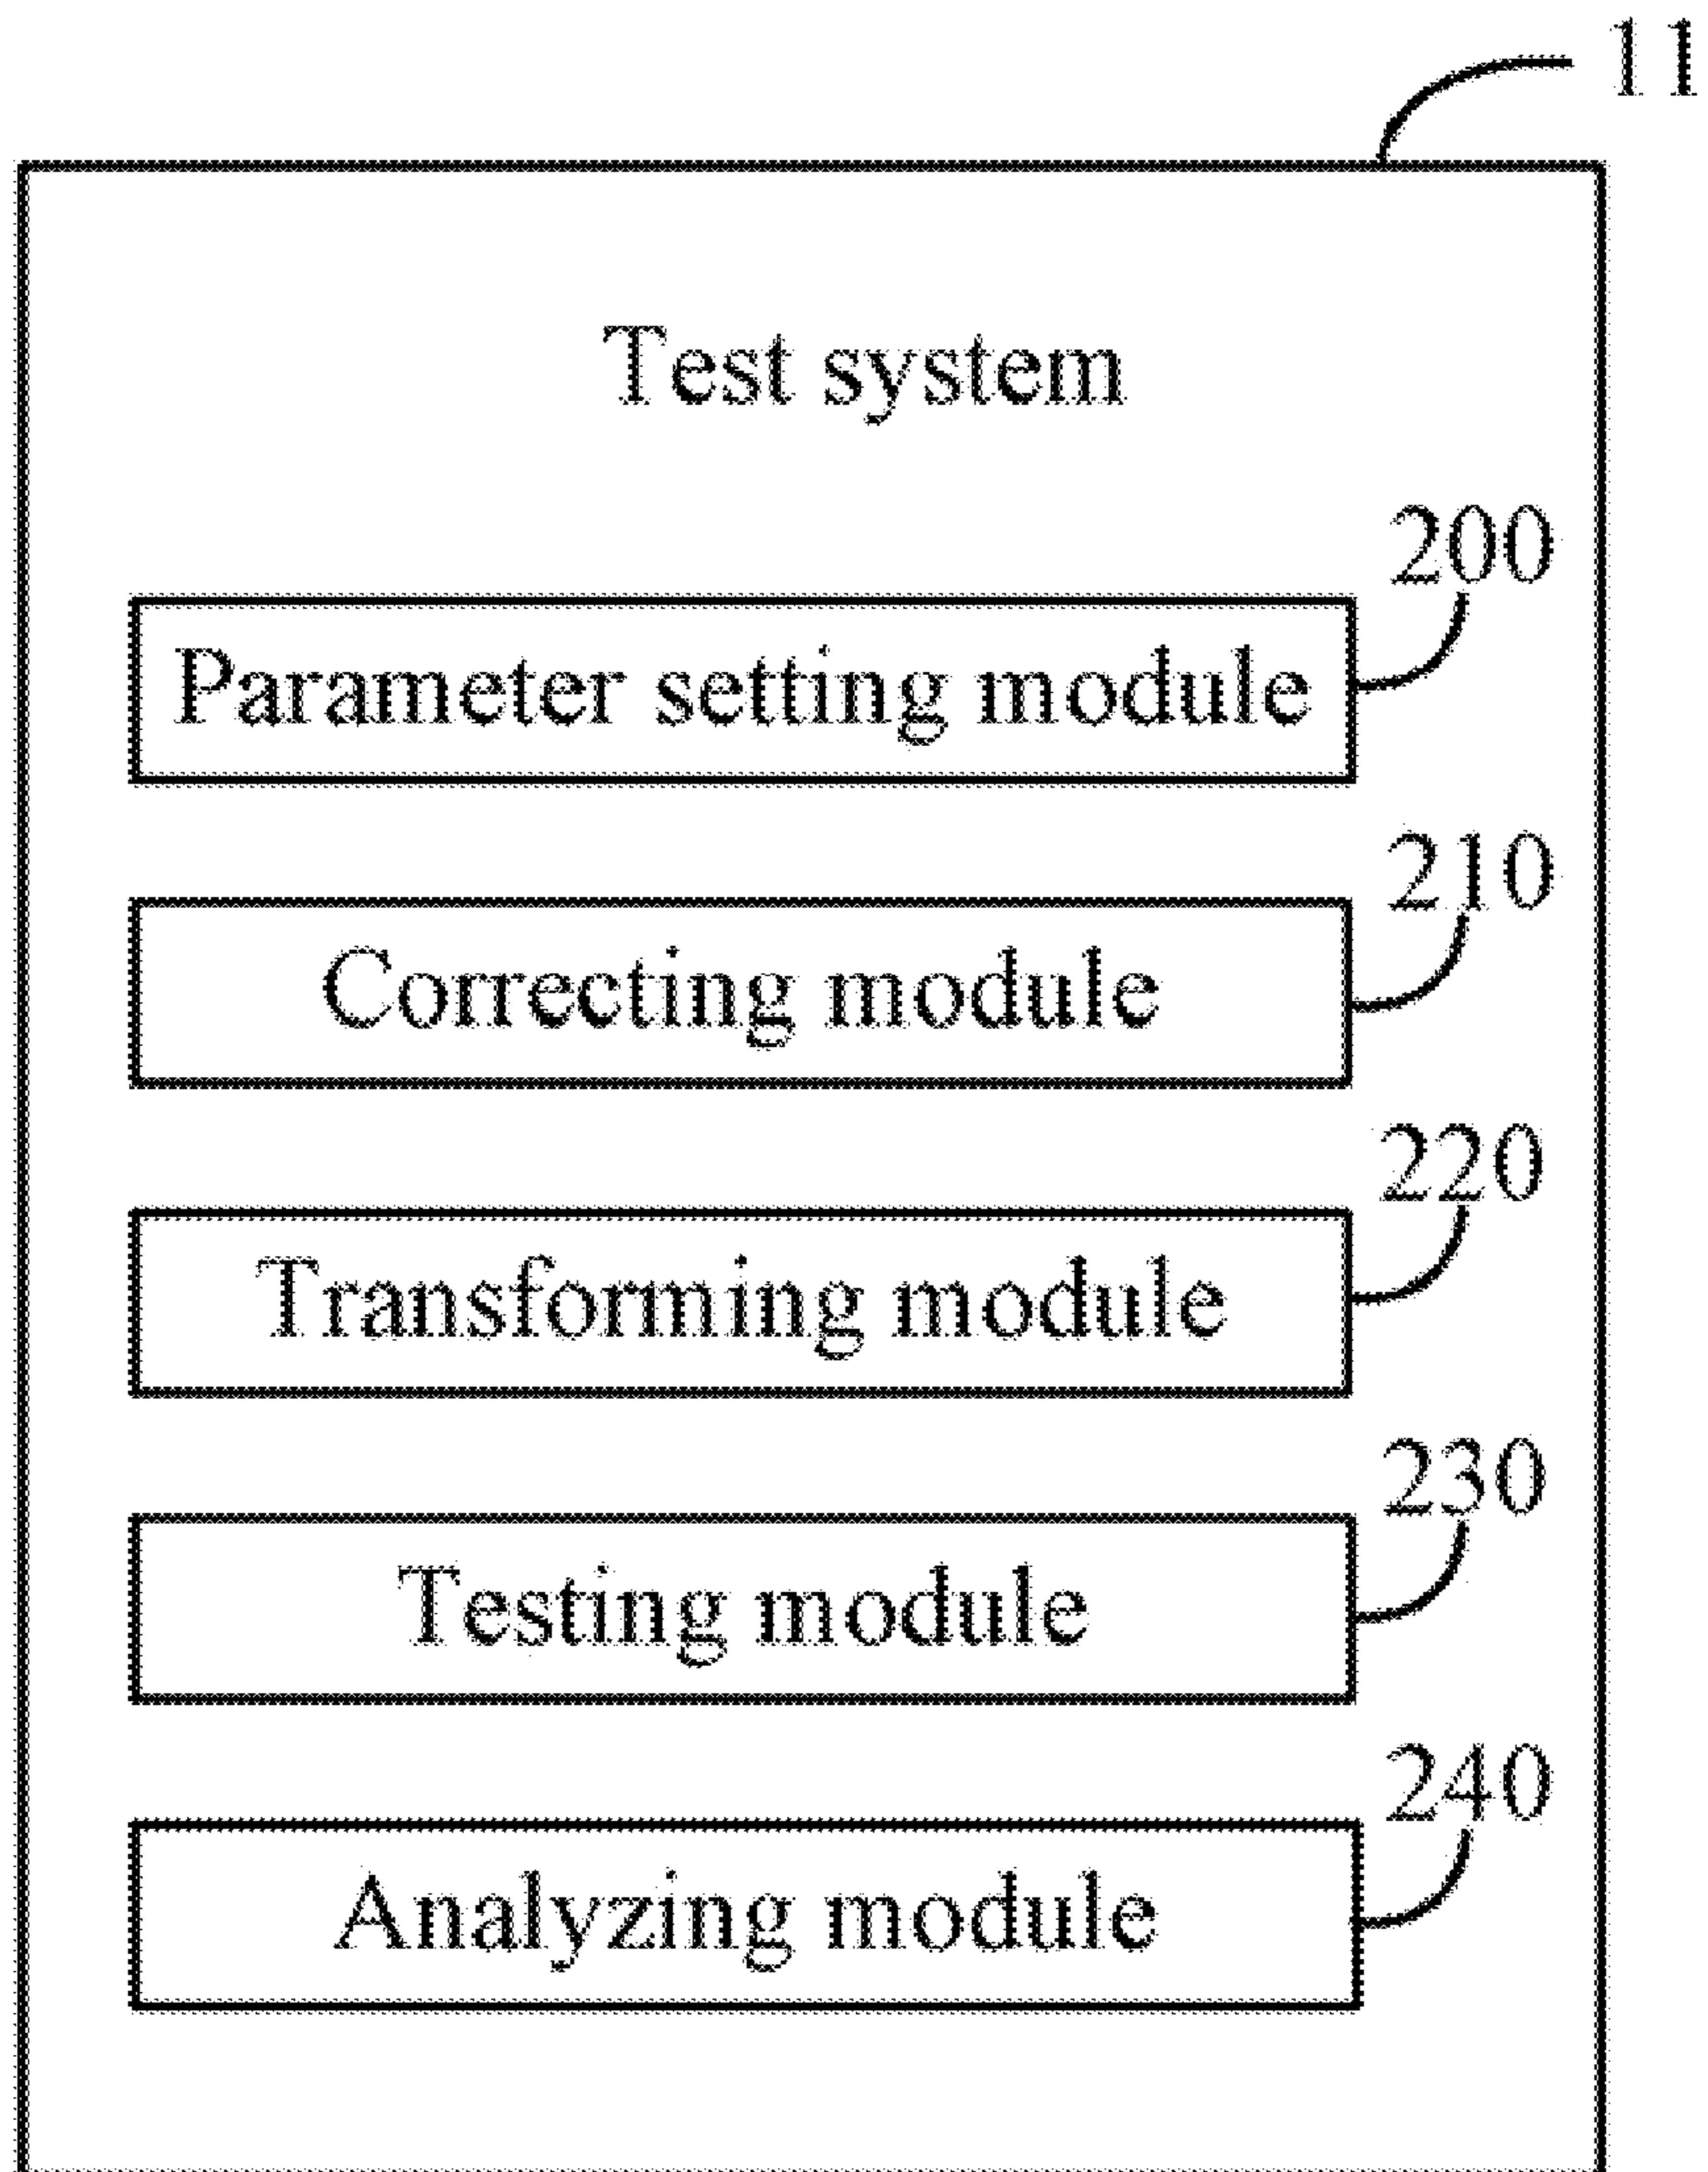 11
Test system
200
Parameter setting module
210
Correcting module
220
Transforming module
230
Testing module
240
Analyzing module